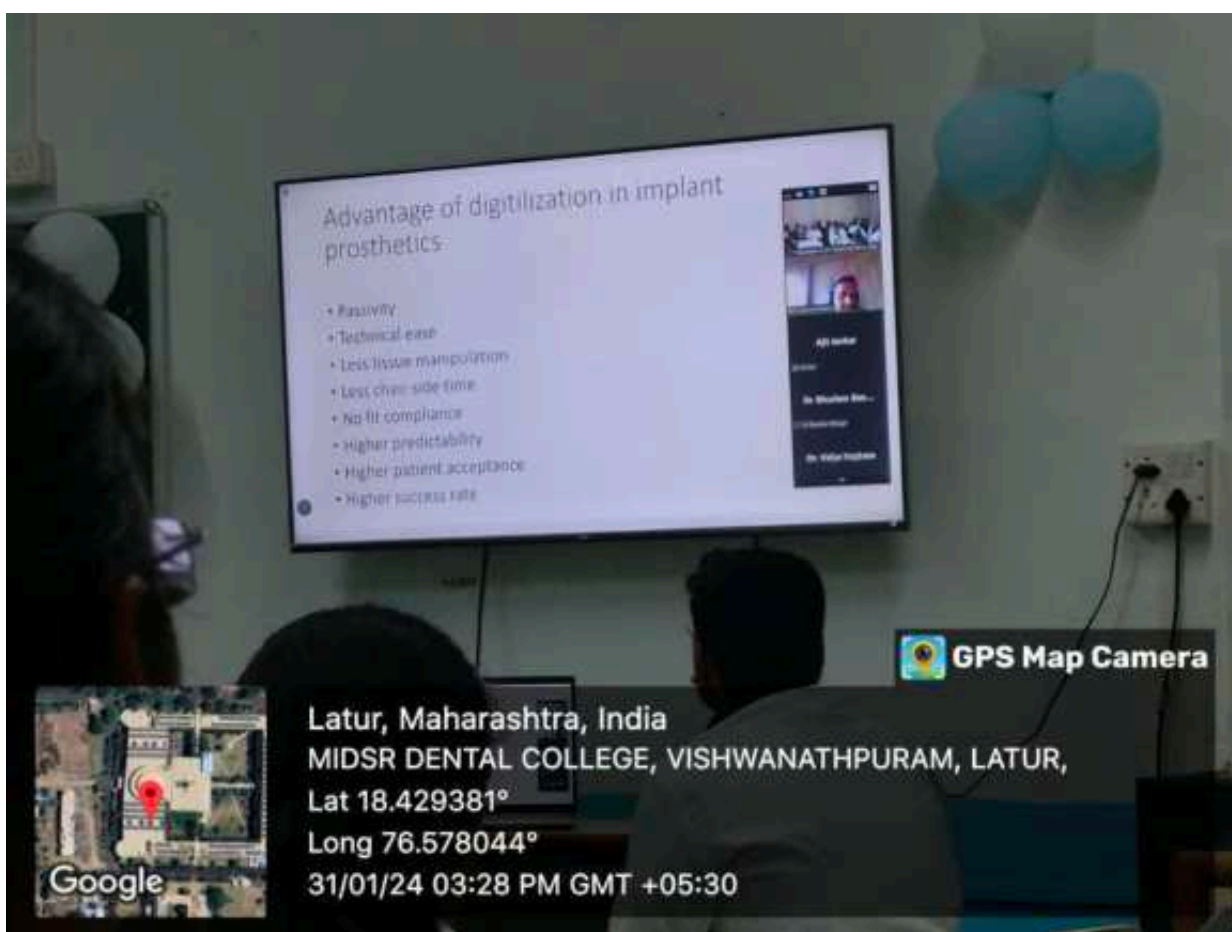 Advantage of digitilization in implant
prosthetics
• Passivity
• Technical ease
• Less tissue manipulation
• Less chair side time
• No fit compliance
• Higher predictability
• Higher patient acceptance
• Higher success rate
GPS Map Camera
Latur, Maharashtra, India
MIDSR DENTAL COLLEGE, VISHWANATHPURAM, LATUR,
Lat 18.429381°
Long 76.578044°
31/01/24 03:28 PM GMT +05:30
Google